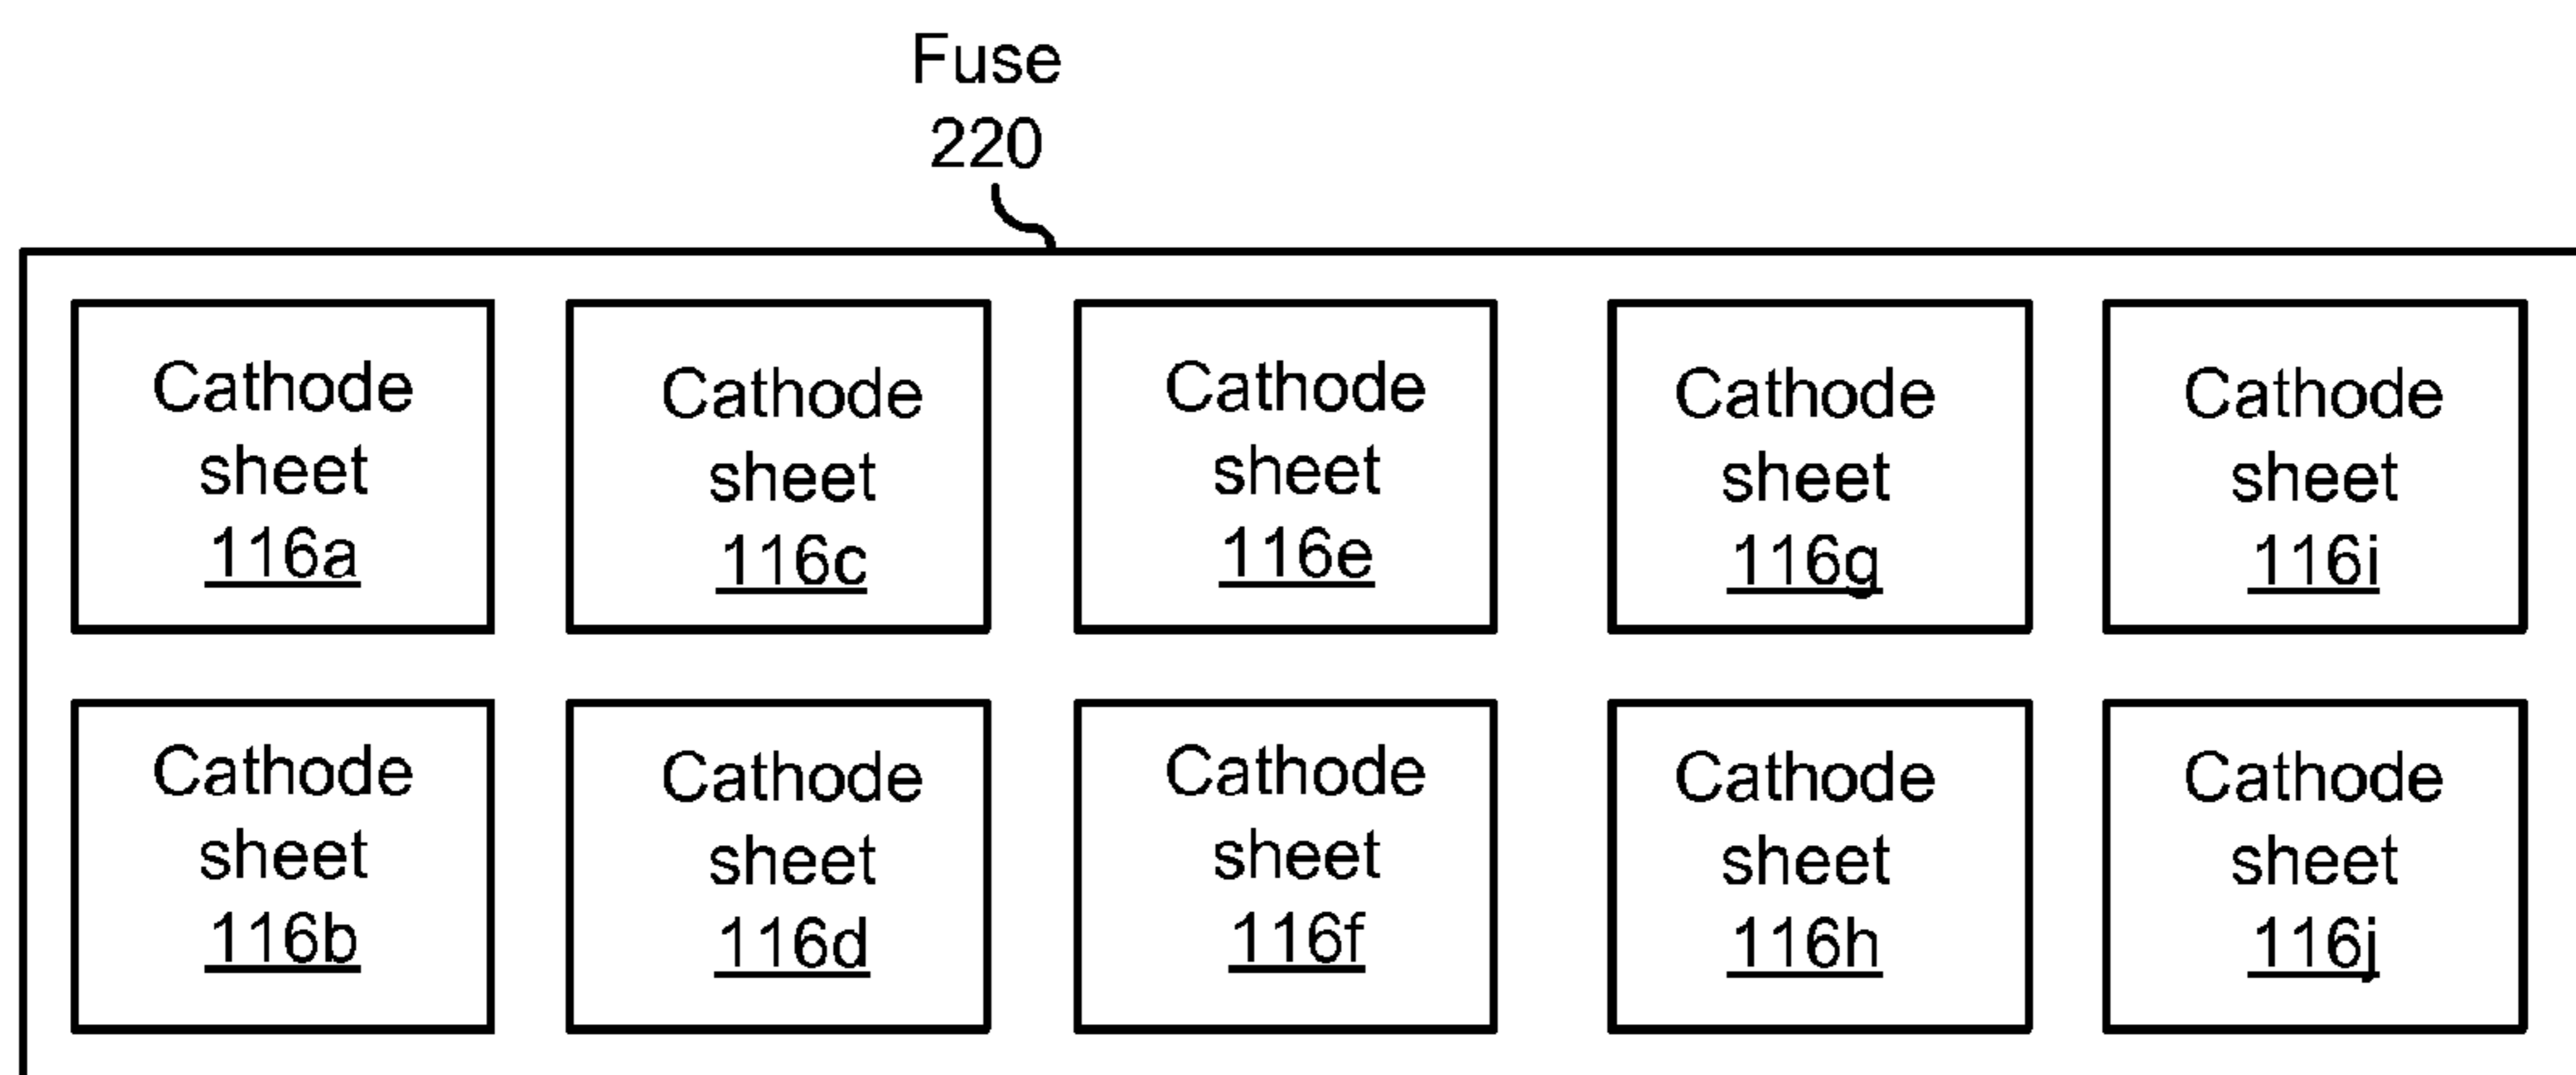 Fuse
220
Cathode
sheet
116a
Cathode
sheet
116c
Cathode
sheet
116e
Cathode
sheet
116g
Cathode
sheet
116i
Cathode
sheet
116b
Cathode
sheet
116d
Cathode
sheet
116f
Cathode
sheet
116h
Cathode
sheet
116j